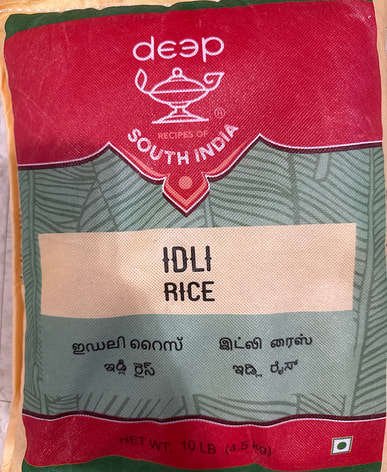 deep
®
RECIPES OF
SOUTH INDIA
IDLI
RICE
ഇഡലി റൈസ് இட்லி ரைஸ்
ఇడ్లీ రైస్ ಇಡ್ಲಿ ರೈಸ್
NET WT. 10 LB (4.5 kg)